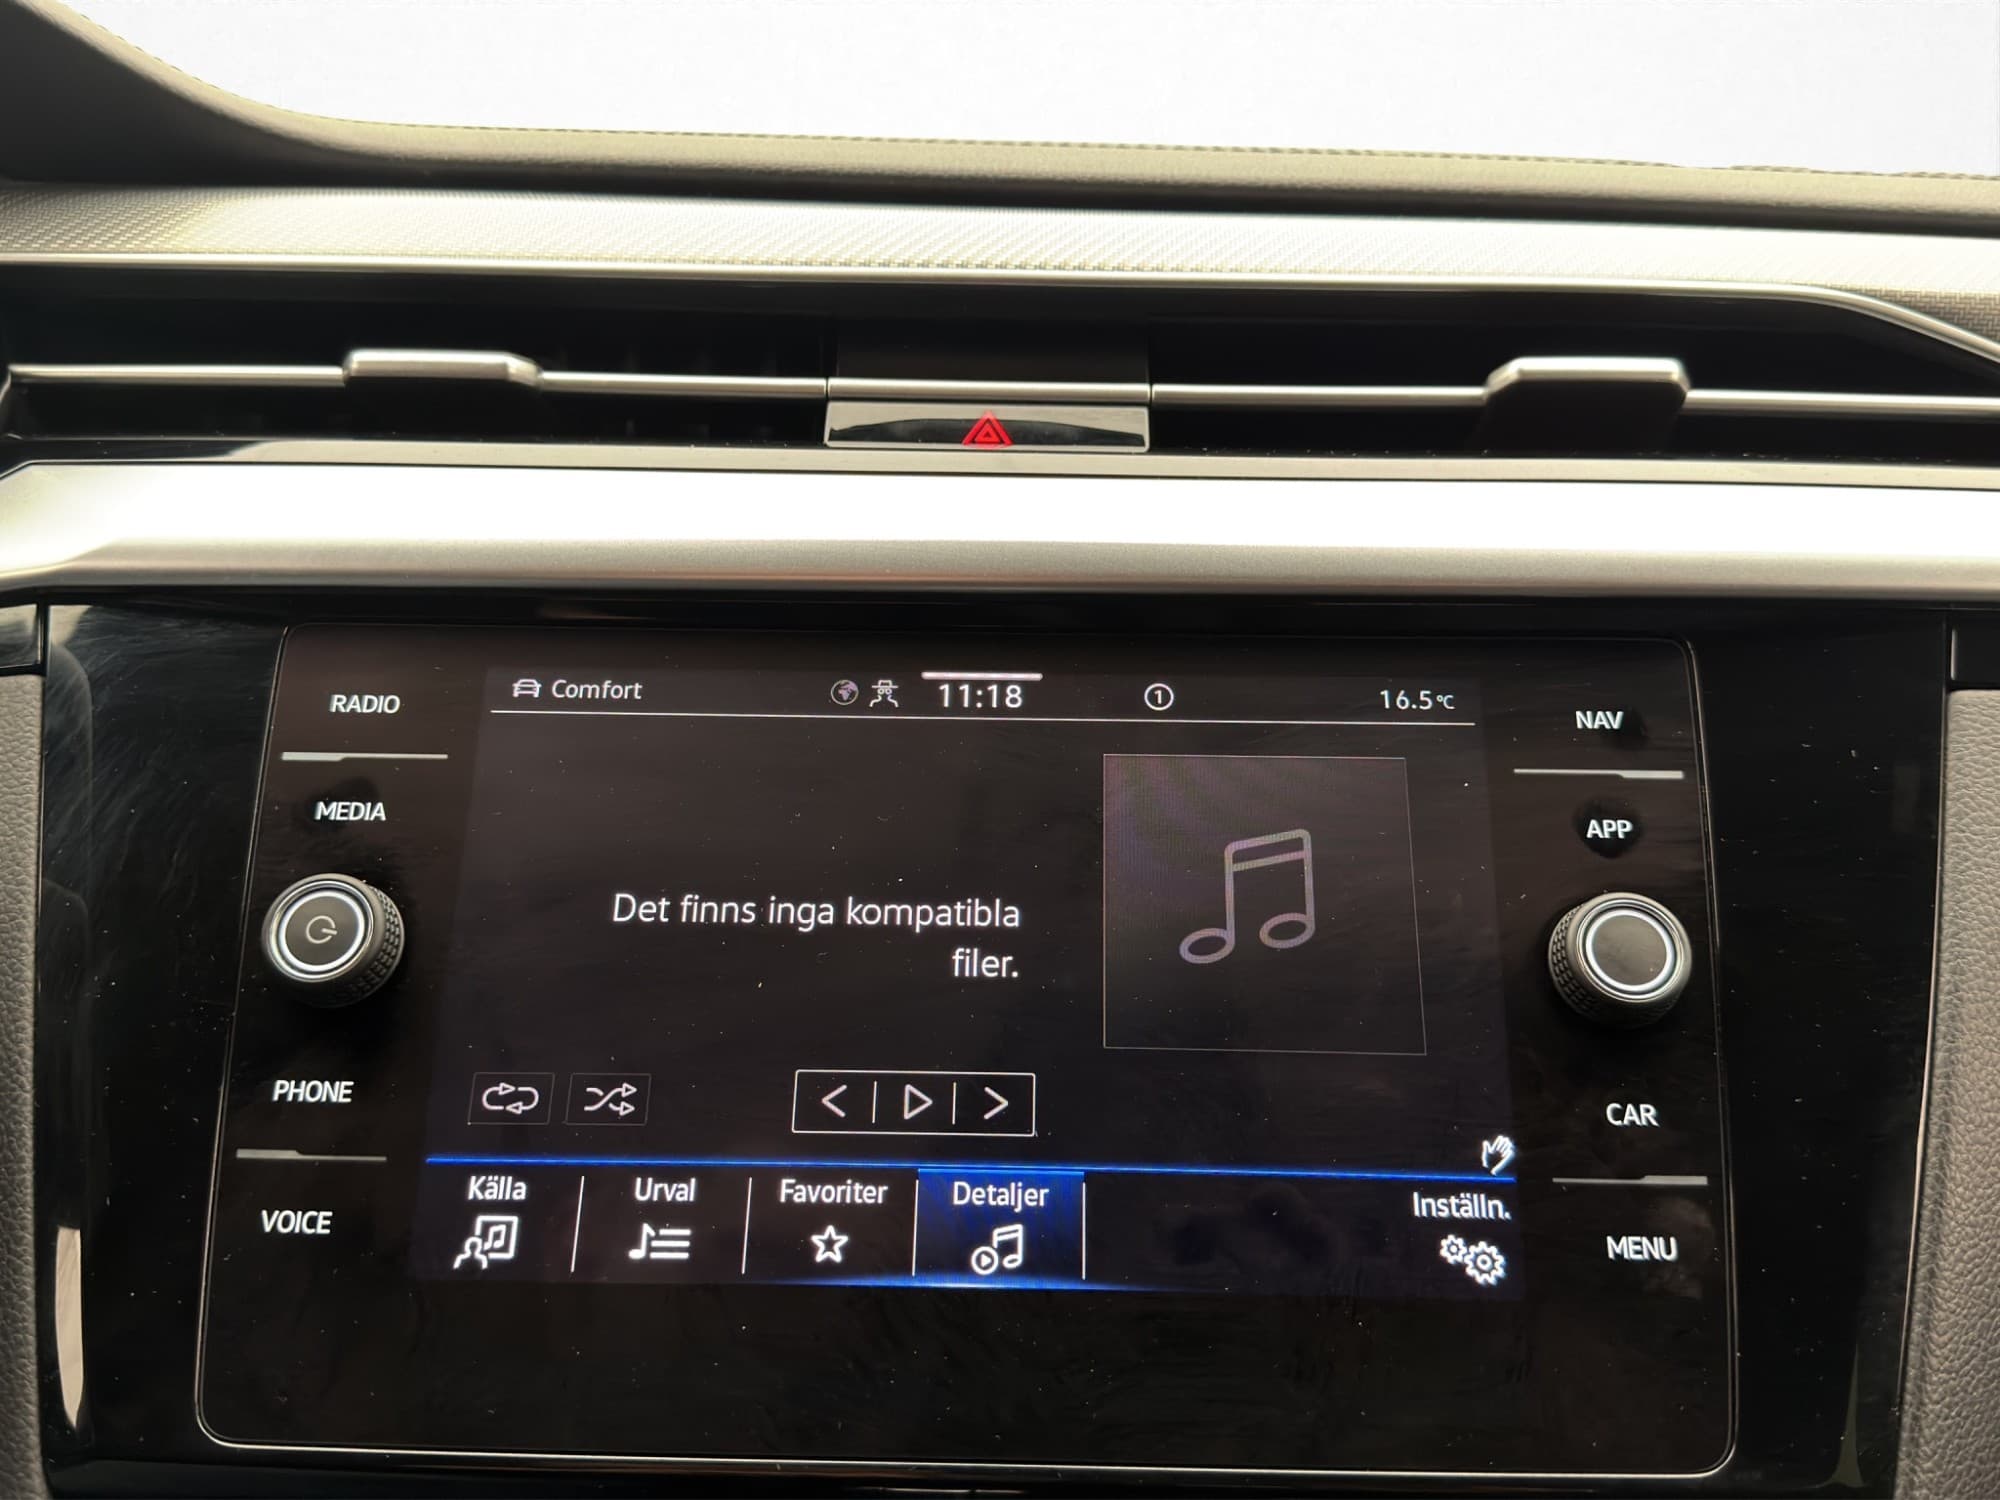 RADIO
MEDIA
PHONE
VOICE
Comfort
11:18
1
16.5°C
Det finns inga kompatibla
filer.
Källa
Urval
Favoriter
Detaljer
Inställn.
NAV
APP
CAR
MENU